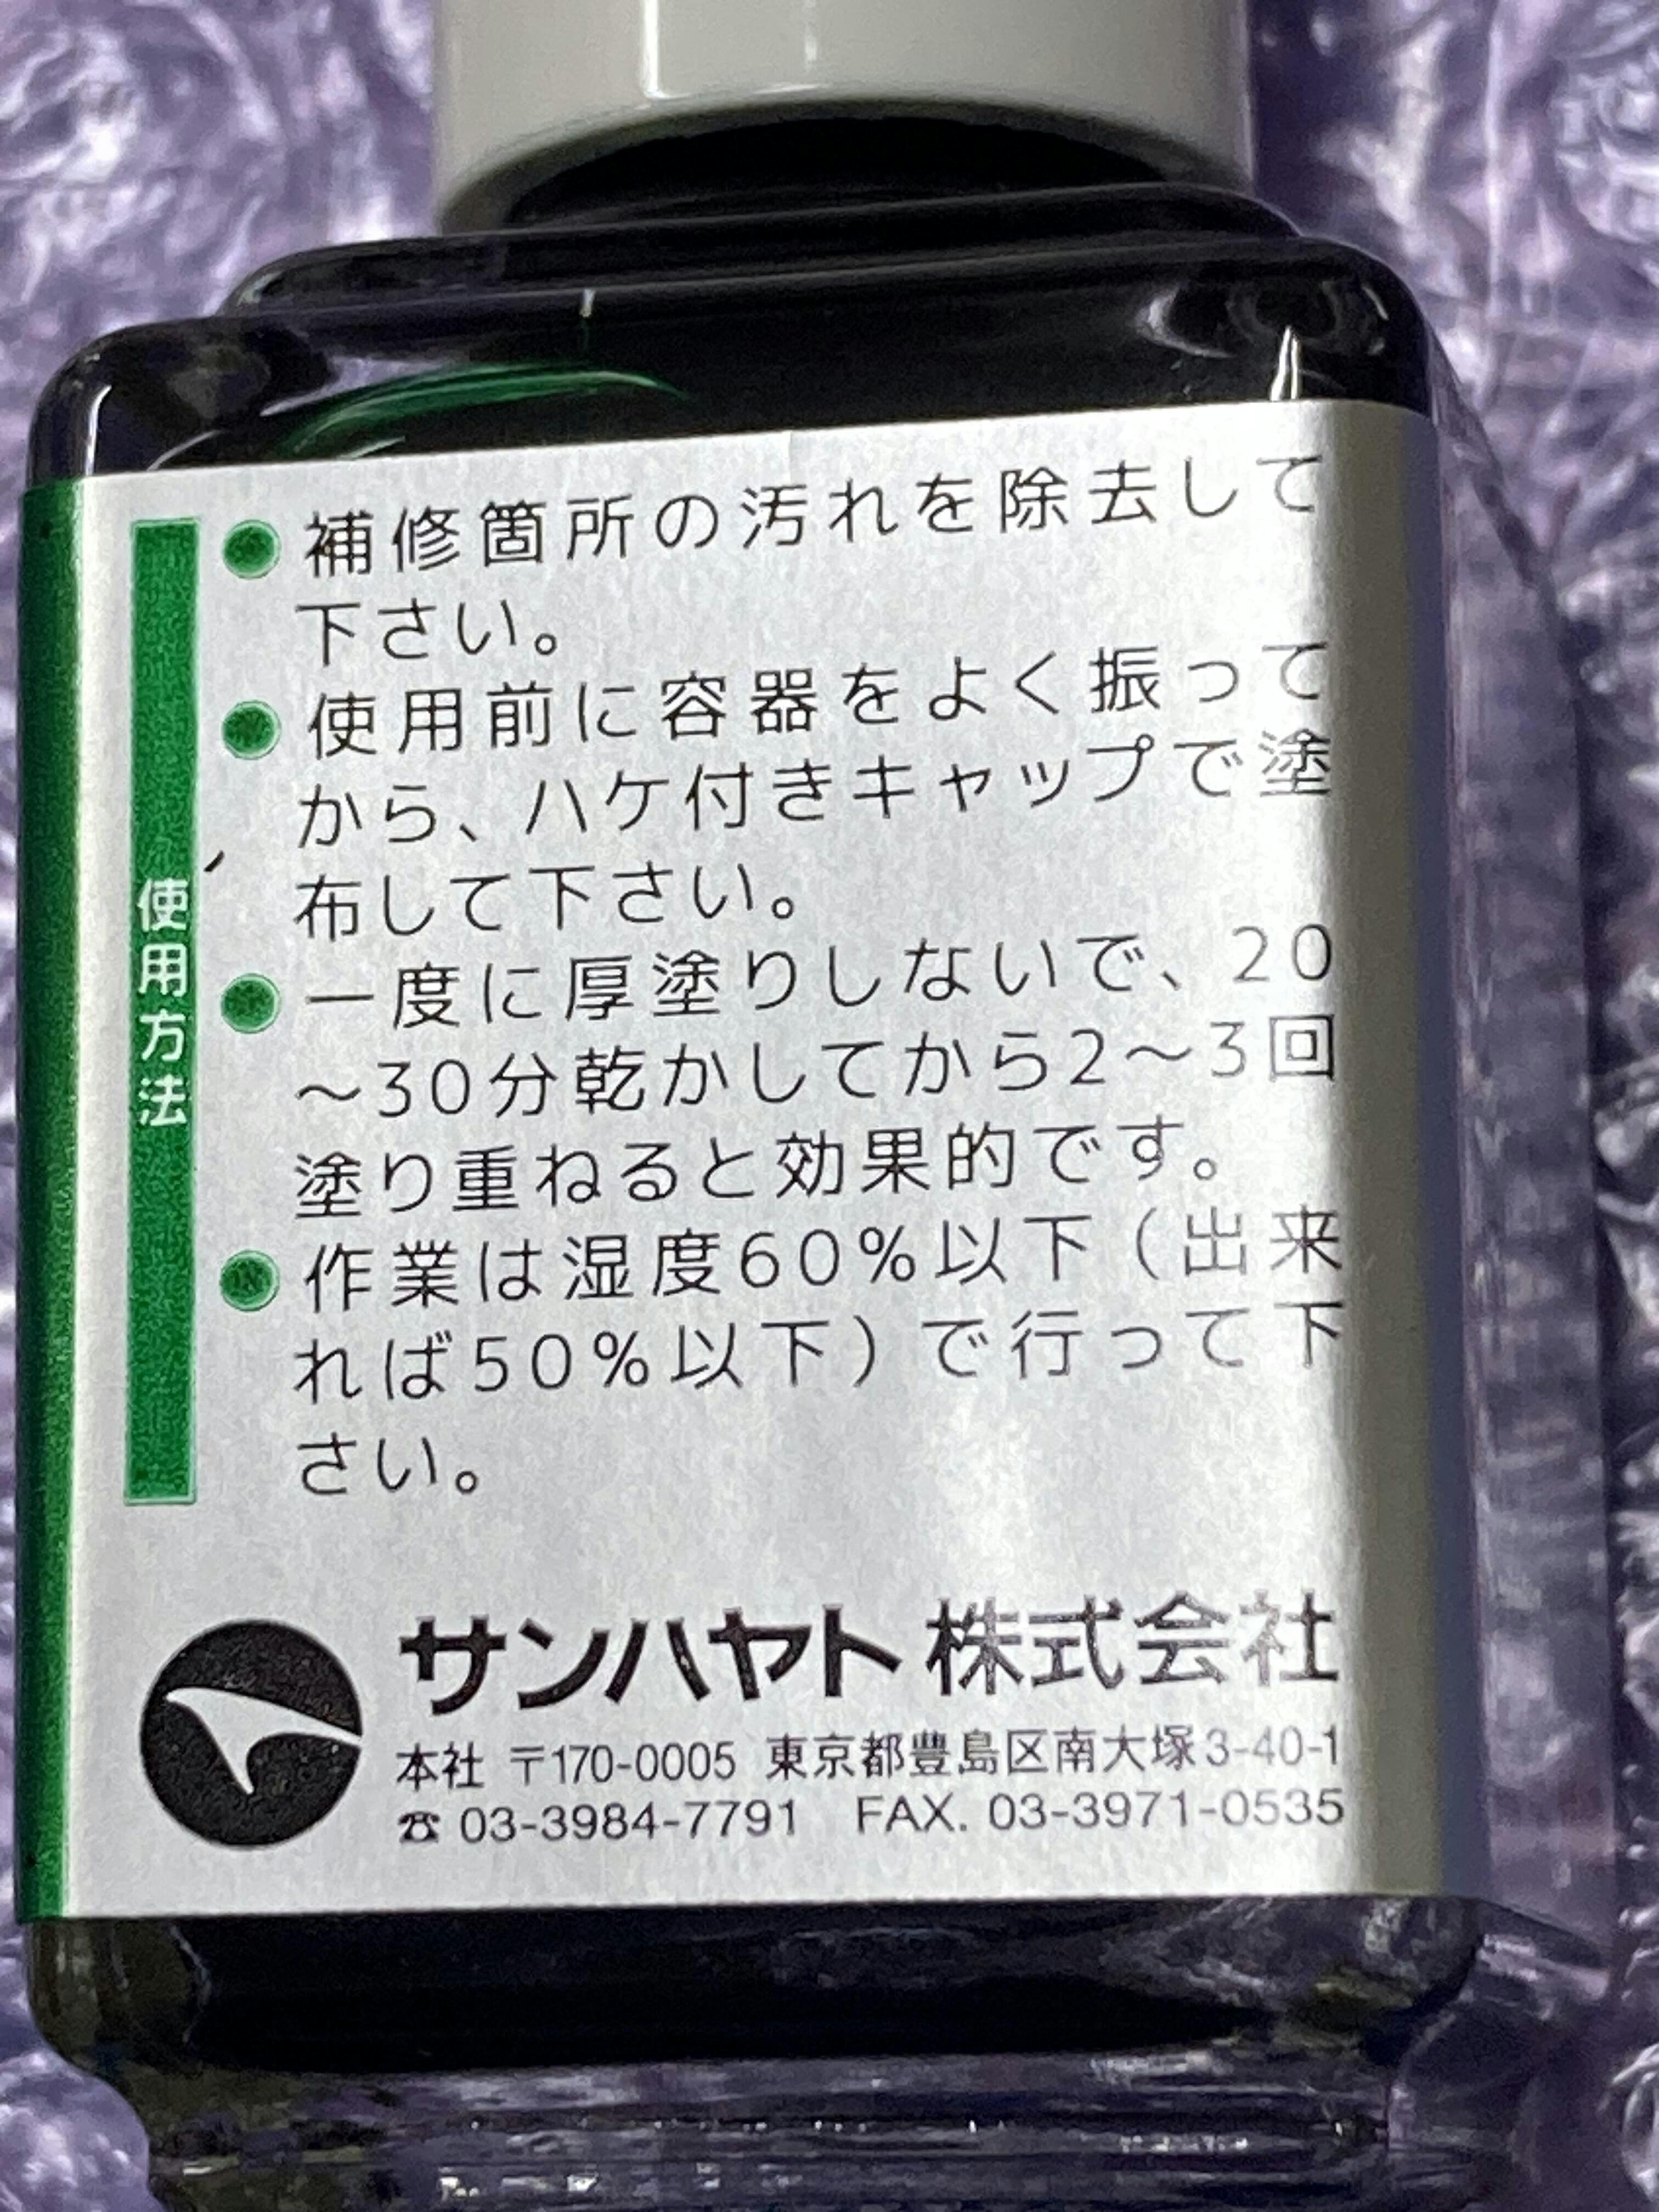 使用方法
●補修箇所の汚れを除去して
下さい。
●使用前に容器をよく振って
から、ハケ付きキャップで塗
布して下さい。
●一度に厚塗りしないで、20
～30分乾かしてから2～3回
塗り重ねると効果的です。
●作業は湿度60%以下（出来
れば50%以下）で行って下
さい。
サンハヤト株式会社
本社 〒170-0005 東京都豊島区南大塚3-40-1
☎ 03-3984-7791 FAX. 03-3971-0535